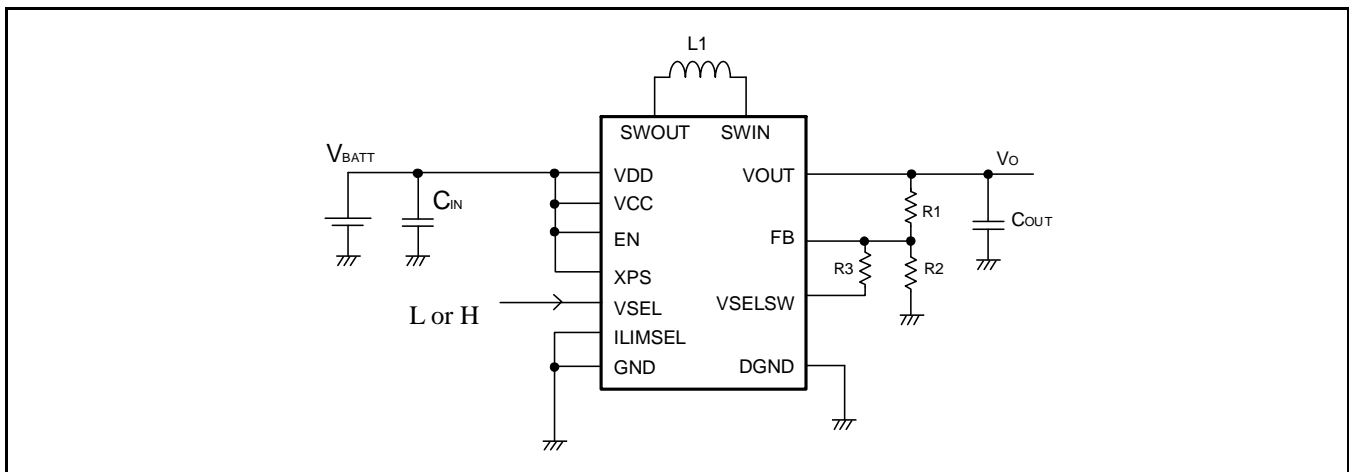 L1
SWOUT SWIN
VBATT
VDD
VOUT
VO
CIN
VCC
R1
COUT
EN
FB
XPS
R3
R2
L or H
VSEL
VSELSW
ILIMSEL
GND
DGND